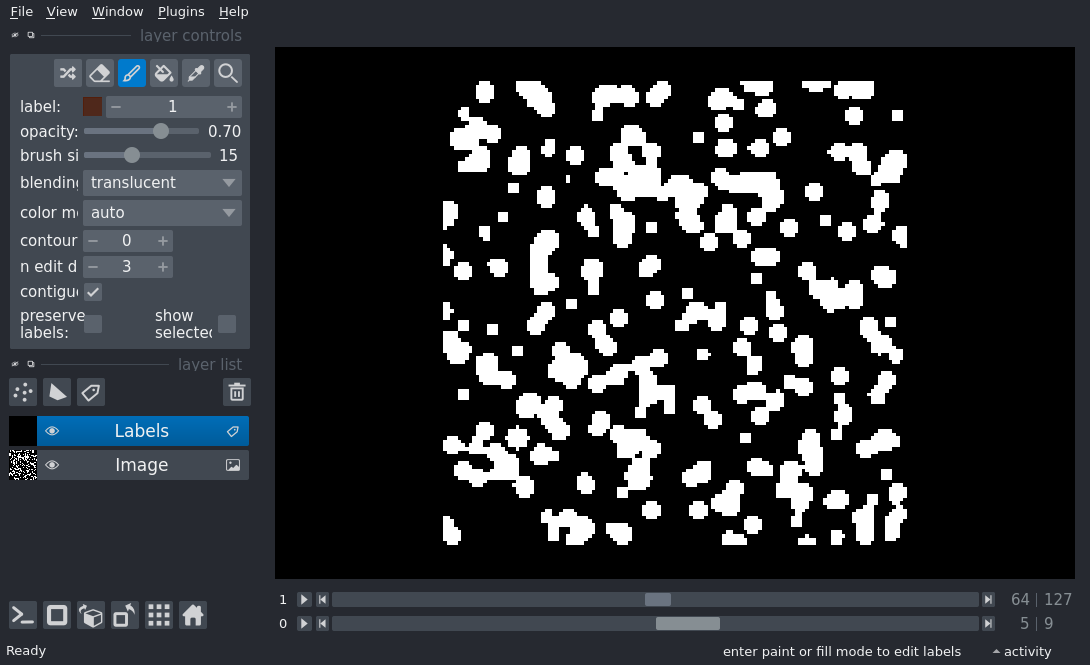 File View Window Plugins Help
layer controls
label: 1
opacity: 0.70
brush si 15
blending translucent
color m auto
contour 0
n edit d 3
contigu
preserve labels: show selected
layer list
Labels
Image
1 64 | 127
0 5 | 9
Ready enter paint or fill mode to edit labels activity